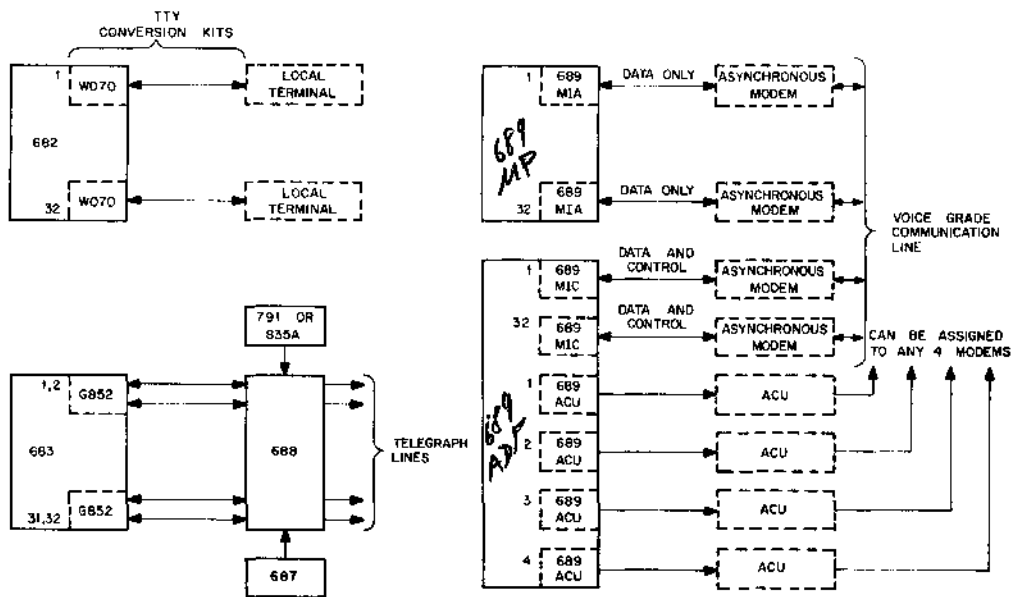 TTY
CONVERSION KITS
1
W070
LOCAL
TERMINAL
682
32
W070
LOCAL
TERMINAL
791 OR
835A
1,2
G852
683
688
TELEGRAPH
LINES
31,32
G852
687
1
689
MIA
DATA ONLY
ASYNCHRONOUS
MODEM
689
MP
32
689
MIA
DATA ONLY
ASYNCHRONOUS
MODEM
VOICE GRADE
COMMUNICATION
LINE
1
689
MIC
DATA AND
CONTROL
ASYNCHRONOUS
MODEM
32
689
MIC
DATA AND
CONTROL
ASYNCHRONOUS
MODEM
CAN BE ASSIGNED
TO ANY 4 MODEMS
1
689
ACU
ACU
689
ADF
2
689
ACU
ACU
3
689
ACU
ACU
4
689
ACU
ACU